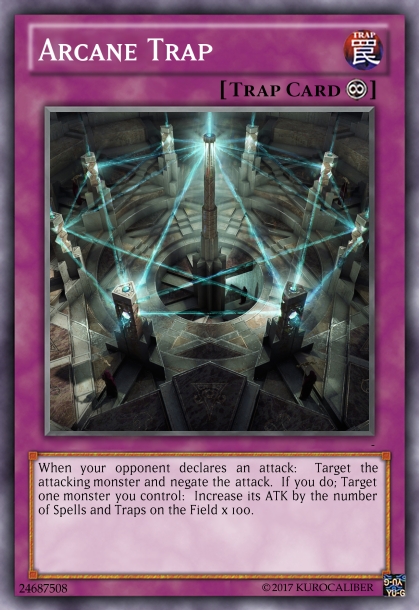 ARCANE TRAP
TRAP
罠
[TRAP CARD ]
When your opponent declares an attack: Target the
attacking monster and negate the attack. If you do; Target
one monster you control: Increase its ATK by the number
of Spells and Traps on the Field x 100.
24687508
©2017 KUROCALIBER
YU-G